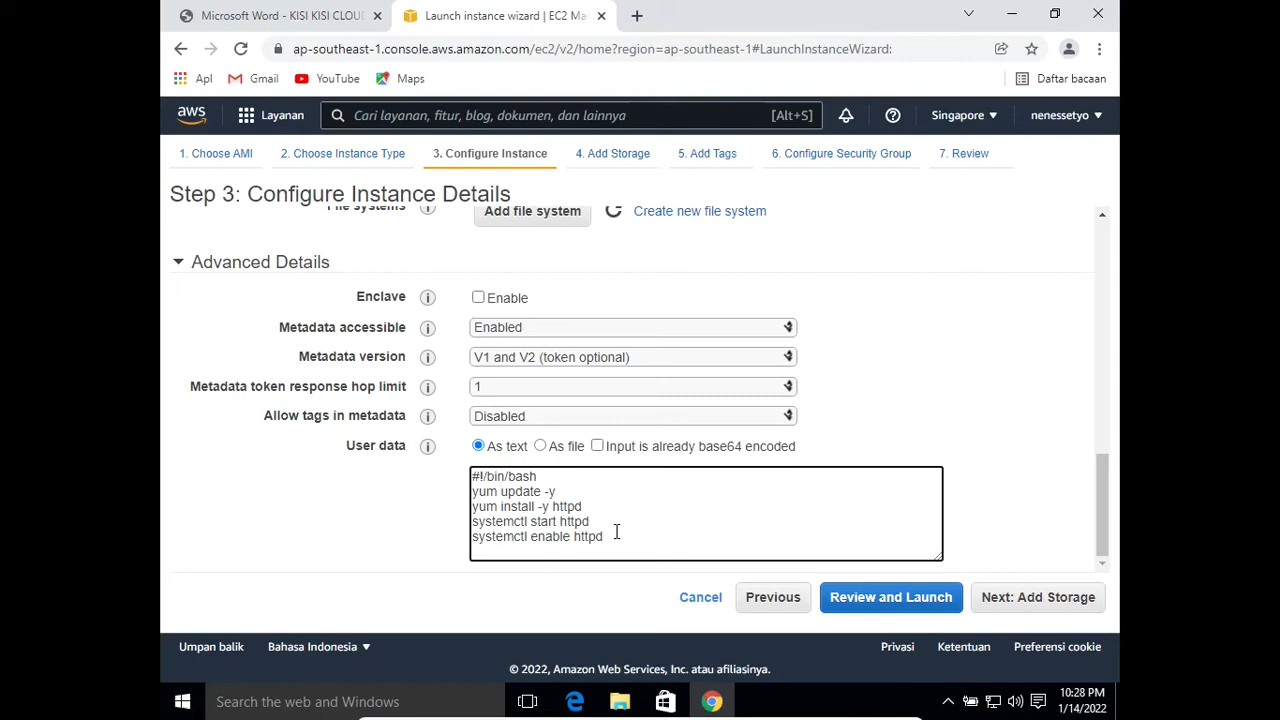 Microsoft Word - KISI KISI CLOUD
Launch instance wizard | EC2 Ma
ap-southeast-1.console.aws.amazon.com/ec2/v2/home?region=ap-southeast-1#LaunchInstanceWizard:
Apl
Gmail
YouTube
Maps
Daftar bacaan
aws
Layanan
Cari layanan, fitur, blog, dokumen, dan lainnya
[Alt+S]
Singapore
nenessetyo
1. Choose AMI
2. Choose Instance Type
3. Configure Instance
4. Add Storage
5. Add Tags
6. Configure Security Group
7. Review
Step 3: Configure Instance Details
File systems
Add file system
Create new file system
Advanced Details
Enclave
Enable
Metadata accessible
Enabled
Metadata version
V1 and V2 (token optional)
Metadata token response hop limit
1
Allow tags in metadata
Disabled
User data
As text
As file
Input is already base64 encoded
#!/bin/bash
yum update -y
yum install -y httpd
systemctl start httpd
systemctl enable httpd
Cancel
Previous
Review and Launch
Next: Add Storage
Umpan balik
Bahasa Indonesia
Privasi
Ketentuan
Preferensi cookie
© 2022, Amazon Web Services, Inc. atau afiliasinya.
Search the web and Windows
10:28 PM
1/14/2022